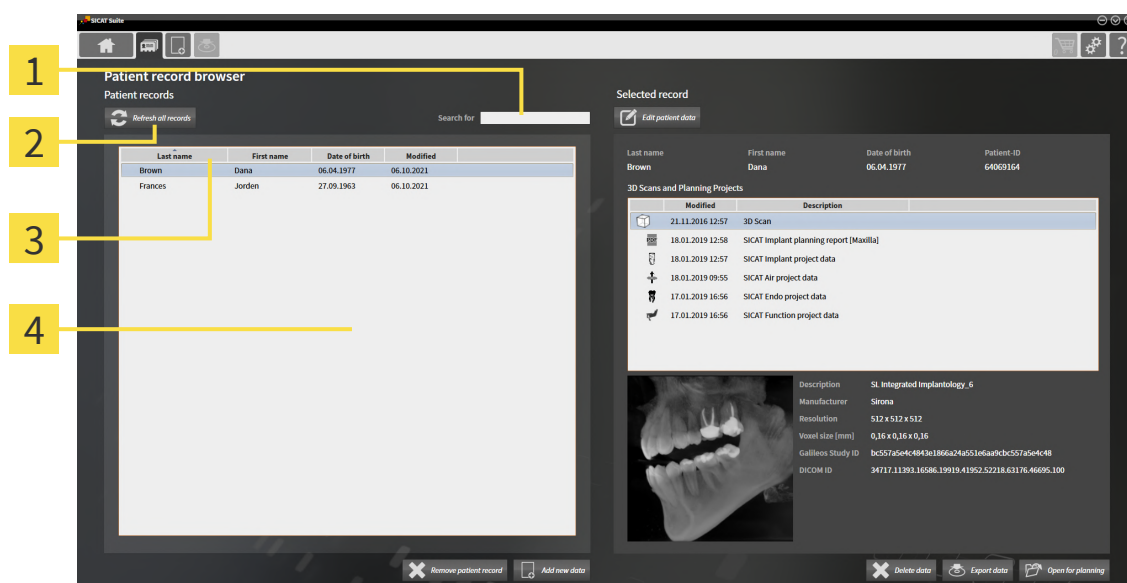 SICAT Suite
1
Patient record browser
Patient records
Selected record
Refresh all records
Search for
Edit patient data
2
Last name First name Date of birth Modified
Brown Dana 06.04.1977 06.10.2021
Frances Jorden 27.09.1963 06.10.2021
Last name First name Date of birth Patient-ID
Brown Dana 06.04.1977 64069164
3D Scans and Planning Projects
Modified Description
21.11.2016 12:57 3D Scan
18.01.2019 12:58 SICAT Implant planning report [Maxilla]
3
18.01.2019 12:57 SICAT Implant project data
18.01.2019 09:55 SICAT Air project data
17.01.2019 16:56 SICAT Endo project data
17.01.2019 16:56 SICAT Function project data
4
Description SL Integrated Implantology_6
Manufacturer Sirona
Resolution 512 x 512 x 512
Voxel size [mm] 0,16 x 0,16 x 0,16
Galileos Study ID bc557a5e4c4843e1866a24a551e6aa9cbc557a5e4c48
DICOM ID 34717.11393.16586.19919.41952.52218.63176.46695.100
Remove patient record Add new data
Delete data Export data Open for planning